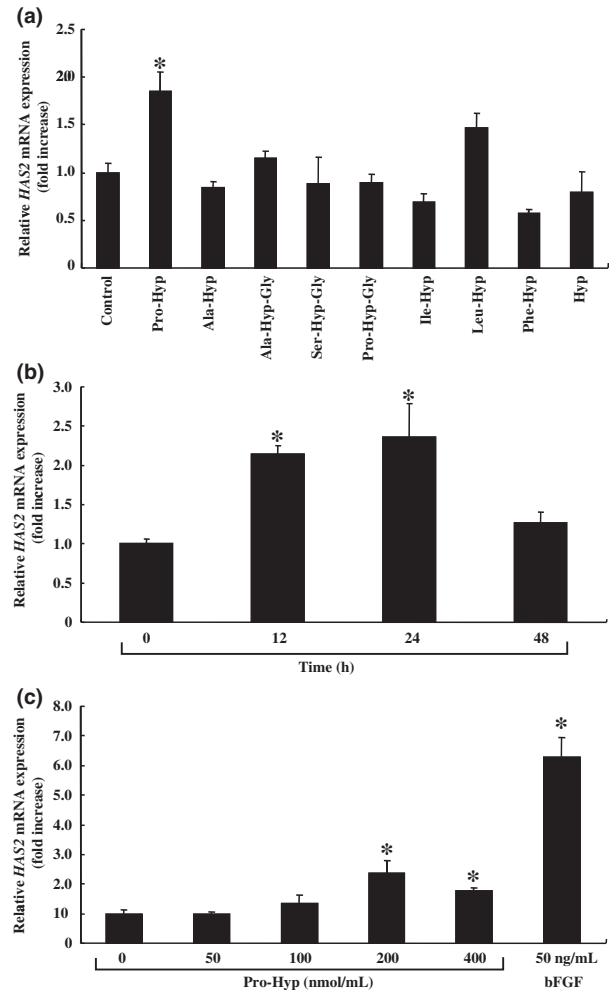 (a)
Relative HAS2 mRNA expression
(fold increase)
2.5
20
1.5
1.0
0.5
0
*
Control
Pro-Hyp
Ala-Hyp
Ala-Hyp-Gly
Ser-Hyp-Gly
Pro-Hyp-Gly
Ile-Hyp
Leu-Hyp
Phe-Hyp
Hyp
(b)
Relative HAS2 mRNA expression
(fold increase)
3.0
2.5
2.0
1.5
1.0
0.5
0
*
*
0 12 24 48
Time (h)
(c)
Relative HAS2 mRNA expression
(fold increase)
8.0
7.0
6.0
5.0
4.0
3.0
2.0
10
0
*
*
*
0 50 100 200 400 50 ng/mL
Pro-Hyp (nmol/mL) bFGF